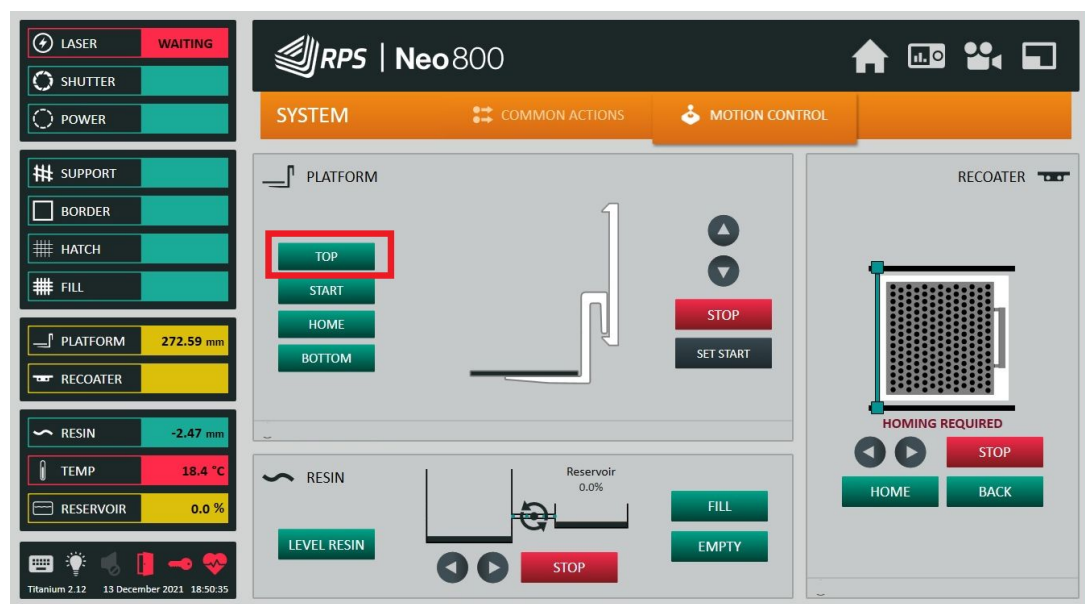 LASER WAITING
SHUTTER
POWER
SUPPORT
BORDER
HATCH
FILL
PLATFORM 272.59 mm
RECOATER
RESIN -2.47 mm
TEMP 18.4 °C
RESERVOIR 0.0 %
Titanium 2.12 13 December 2021 18:50:35
RPS | Neo800
SYSTEM COMMON ACTIONS MOTION CONTROL
PLATFORM
TOP
START
HOME
BOTTOM
STOP
SET START
RESIN
Reservoir
0.0%
LEVEL RESIN
STOP
FILL
EMPTY
RECOATER
HOMING REQUIRED
STOP
HOME BACK